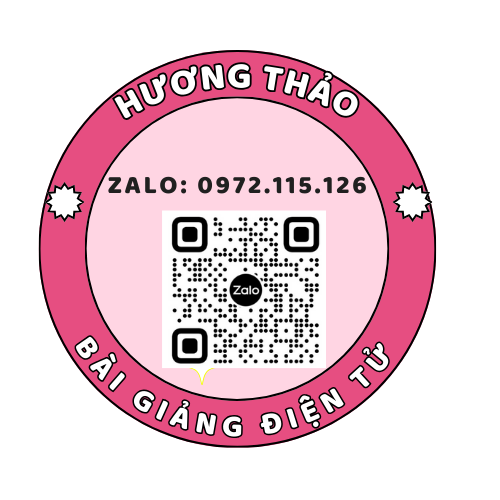 HƯƠNG THẢO
ZALO: 0972.115.126
Zalo
BÀI GIẢNG ĐIỆN TỬ